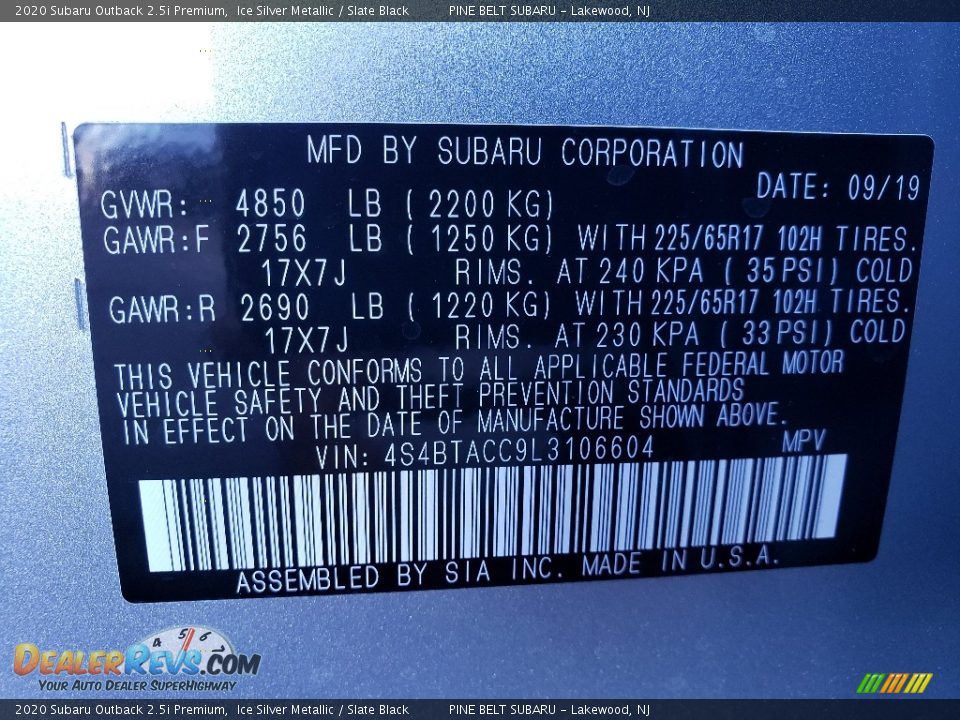 2020 Subaru Outback 2.5i Premium, Ice Silver Metallic / Slate Black PINE BELT SUBARU - Lakewood, NJ
MFD BY SUBARU CORPORATION
DATE: 09/19
GVWR: 4850 LB ( 2200 KG)
GAWR:F 2756 LB ( 1250 KG) WITH 225/65R17 102H TIRES.
17X7J RIMS. AT 240 KPA ( 35 PSI) COLD
GAWR:R 2690 LB ( 1220 KG) WITH 225/65R17 102H TIRES.
17X7J RIMS. AT 230 KPA ( 33 PSI) COLD
THIS VEHICLE CONFORMS TO ALL APPLICABLE FEDERAL MOTOR
VEHICLE SAFETY AND THEFT PREVENTION STANDARDS
IN EFFECT ON THE DATE OF MANUFACTURE SHOWN ABOVE.
VIN: 4S4BTACC9L3106604 MPV
ASSEMBLED BY SIA INC. MADE IN U.S.A.
4 5 6
DEALERREVS.COM
YOUR AUTO DEALER SUPERHIGHWAY
2020 Subaru Outback 2.5i Premium, Ice Silver Metallic / Slate Black PINE BELT SUBARU - Lakewood, NJ